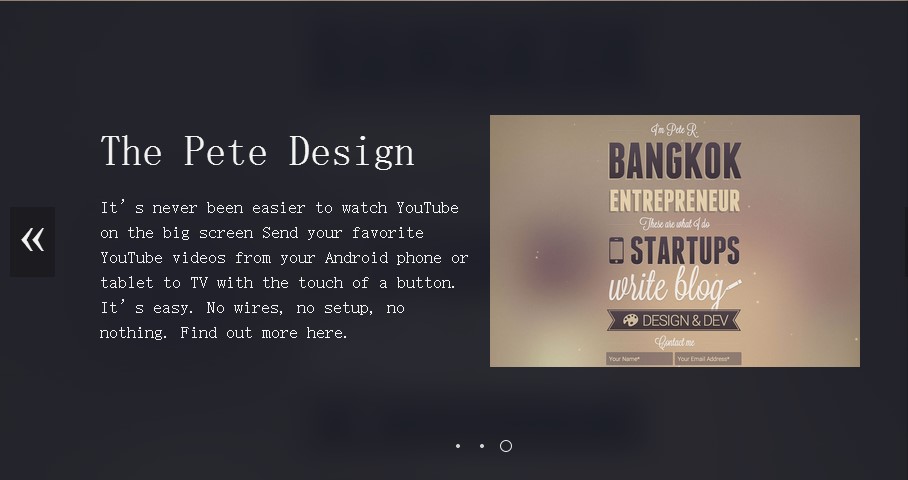 The Pete Design
It’s never been easier to watch YouTube
on the big screen Send your favorite
YouTube videos from your Android phone or
tablet to TV with the touch of a button.
It’s easy. No wires, no setup, no
nothing. Find out more here.
I'm Pete R.
BANGKOK
ENTREPRENEUR
These are what I do
STARTUPS
write blog
DESIGN & DEV
Contact me
Your Name* Your Email Address*